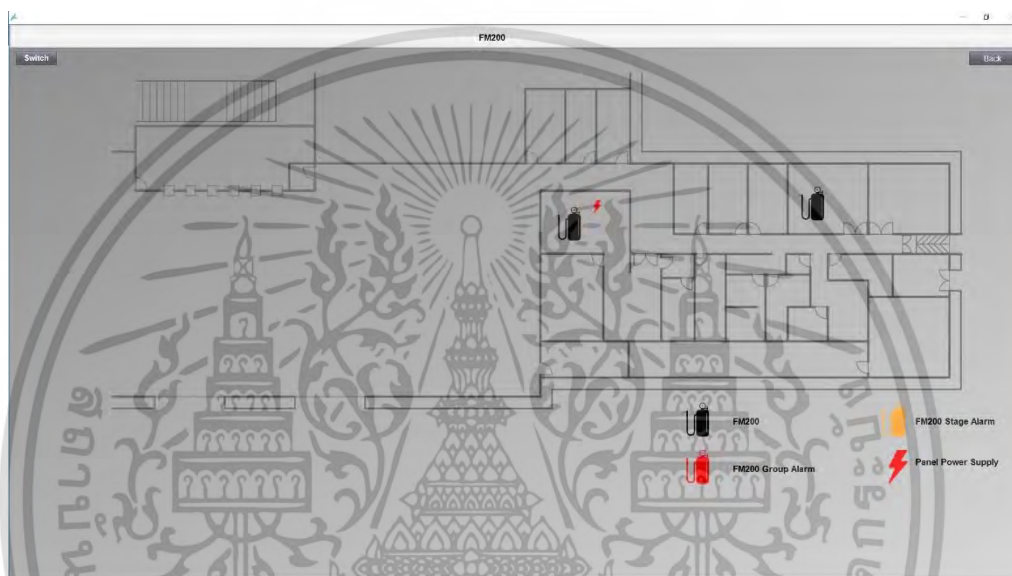 FM200
Switch
Back
FM200
FM200 Stage Alarm
FM200 Group Alarm
Panel Power Supply